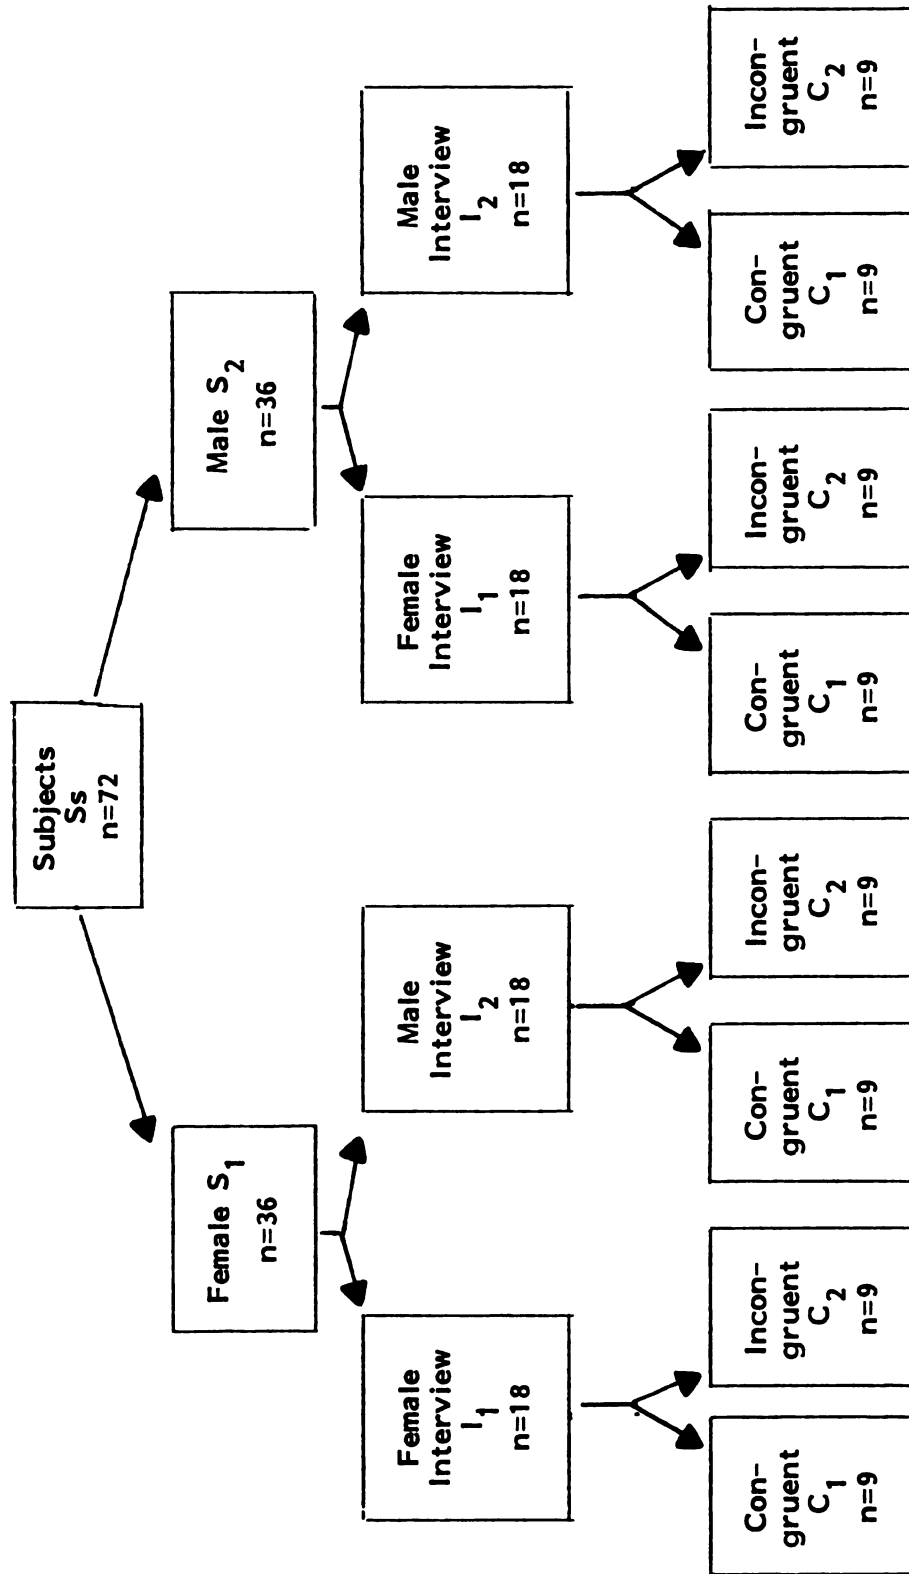 Subjects
Ss
n=72
Female S1
n=36
Male S2
n=36
Female
Interview
I1
n=18
Male
Interview
I2
n=18
Female
Interview
I1
n=18
Male
Interview
I2
n=18
Con-
gruent
C1
n=9
Incon-
gruent
C2
n=9
Con-
gruent
C1
n=9
Incon-
gruent
C2
n=9
Con-
gruent
C1
n=9
Incon-
gruent
C2
n=9
Con-
gruent
C1
n=9
Incon-
gruent
C2
n=9